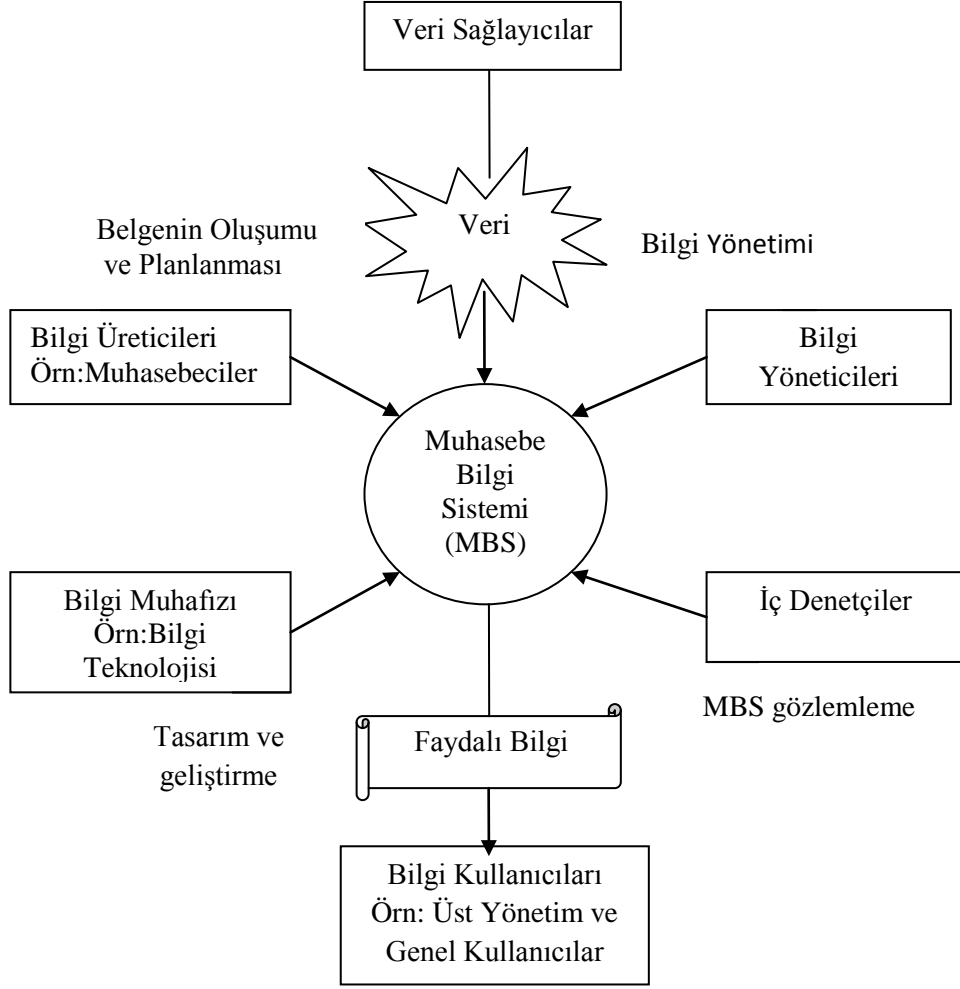 Veri Sağlayıcılar
Veri
Belgenin Oluşumu
ve Planlanması
Bilgi Yönetimi
Bilgi Üreticileri
Örn:Muhasebeciler
Bilgi
Yöneticileri
Muhasebe
Bilgi
Sistemi
(MBS)
Bilgi Muhafızı
Örn:Bilgi
Teknolojisi
İç Denetçiler
Tasarım ve
geliştirme
MBS gözlemleme
Faydalı Bilgi
Bilgi Kullanıcıları
Örn: Üst Yönetim ve
Genel Kullanıcılar